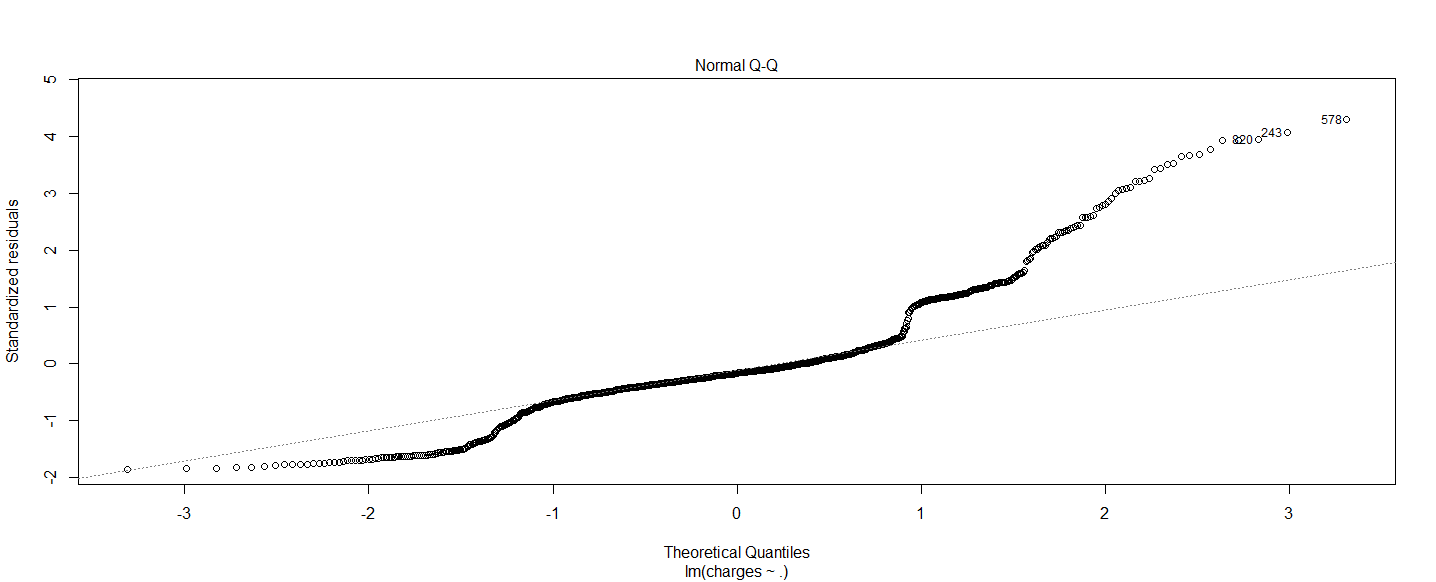 Normal Q-Q
5
4
3
2
1
0
-1
-2
Standardized residuals
578
243
820
-3 -2 -1 0 1 2 3
Theoretical Quantiles
lm(charges ~ .)